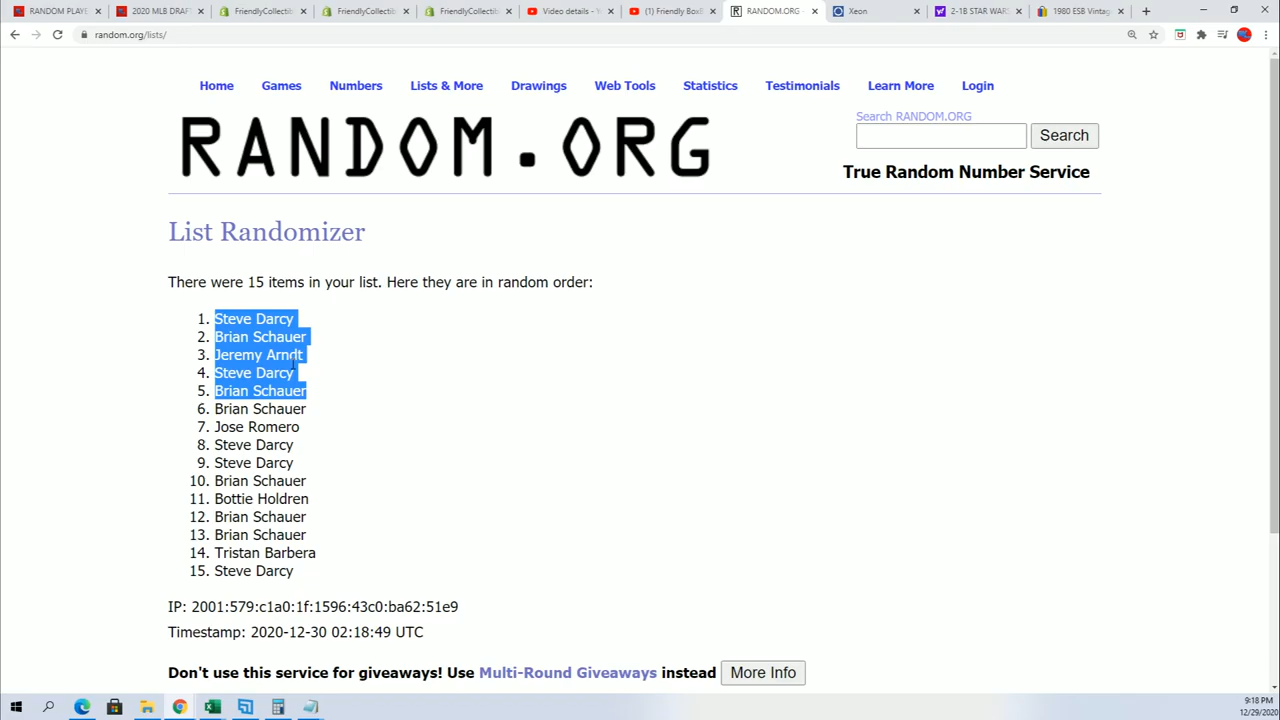 RANDOM PLAYE
2020 MLB DRAFT
FriendlyCollectib
FriendlyCollectib
FriendlyCollectib
Video details - Y
(1) Friendly BoxB
RANDOM.ORG -
Xeon
2-1B STAR WARS
1980 ESB Vintag
random.org/lists/
Home Games Numbers Lists & More Drawings Web Tools Statistics Testimonials Learn More Login
RANDOM.ORG
Search RANDOM.ORG
Search
True Random Number Service
List Randomizer
There were 15 items in your list. Here they are in random order:
1. Steve Darcy
2. Brian Schauer
3. Jeremy Arndt
4. Steve Darcy
5. Brian Schauer
6. Brian Schauer
7. Jose Romero
8. Steve Darcy
9. Steve Darcy
10. Brian Schauer
11. Bottie Holdren
12. Brian Schauer
13. Brian Schauer
14. Tristan Barbera
15. Steve Darcy
IP: 2001:579:c1a0:1f:1596:43c0:ba62:51e9
Timestamp: 2020-12-30 02:18:49 UTC
Don't use this service for giveaways! Use Multi-Round Giveaways instead More Info
9:18 PM
12/29/2020